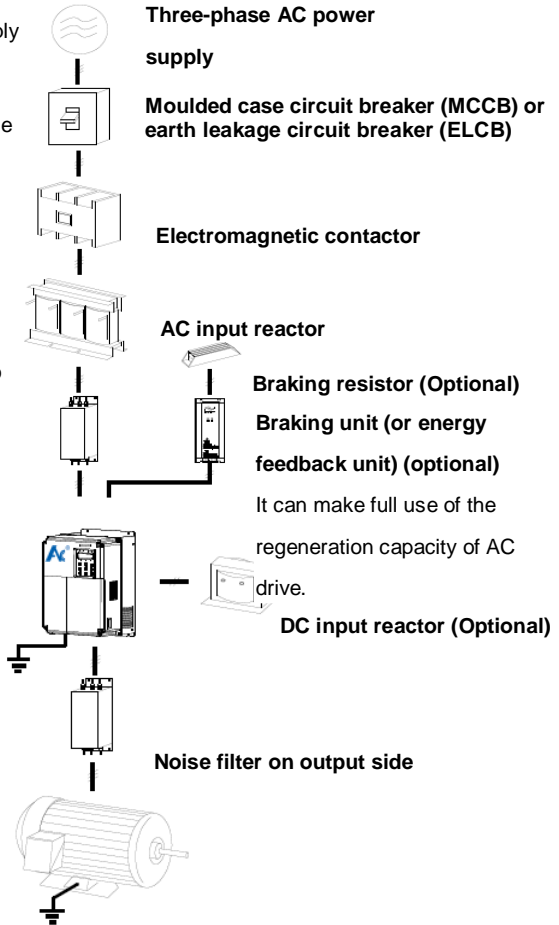 Three-phase AC power
supply
Moulded case circuit breaker (MCCB) or
earth leakage circuit breaker (ELCB)
Electromagnetic contactor
AC input reactor
Braking resistor (Optional)
Braking unit (or energy
feedback unit) (optional)
It can make full use of the
regeneration capacity of AC
drive.
DC input reactor (Optional)
Noise filter on output side